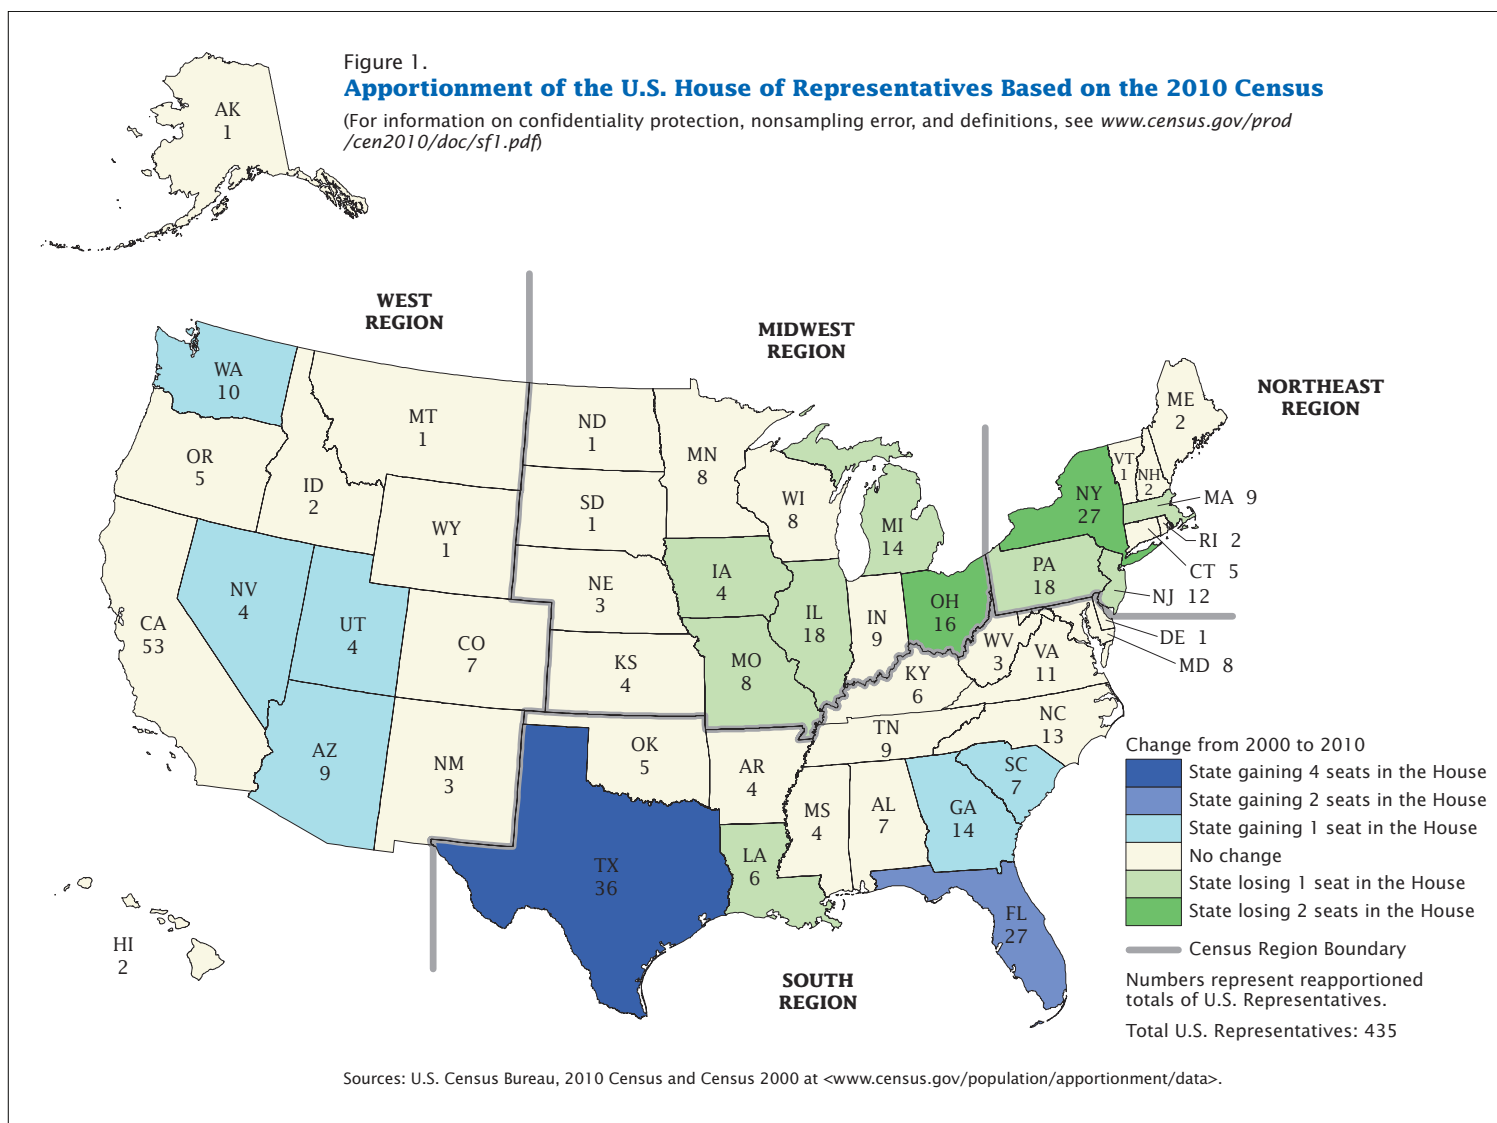 Figure 1.
Apportionment of the U.S. House of Representatives Based on the 2010 Census
(For information on confidentiality protection, nonsampling error, and definitions, see www.census.gov/prod
/cen2010/doc/sf1.pdf)
AK
1
WEST
REGION
MIDWEST
REGION
NORTHEAST
REGION
WA
10
MT
1
ND
1
MN
8
ME
2
OR
5
ID
2
WY
1
SD
1
WI
8
MI
14
NY
27
VT
1
NH
2
MA 9
RI 2
CT 5
NJ 12
DE 1
MD 8
NV
4
UT
4
CA
53
CO
7
NE
3
KS
4
IA
4
MO
8
IL
18
IN
9
OH
16
PA
18
WV
3
VA
11
KY
6
NC
13
TN
9
AZ
9
NM
3
OK
5
AR
4
SC
7
GA
14
AL
7
MS
4
LA
6
TX
36
FL
27
HI
2
SOUTH
REGION
Change from 2000 to 2010
State gaining 4 seats in the House
State gaining 2 seats in the House
State gaining 1 seat in the House
No change
State losing 1 seat in the House
State losing 2 seats in the House
Census Region Boundary
Numbers represent reapportioned
totals of U.S. Representatives.
Total U.S. Representatives: 435
Sources: U.S. Census Bureau, 2010 Census and Census 2000 at <www.census.gov/population/apportionment/data>.